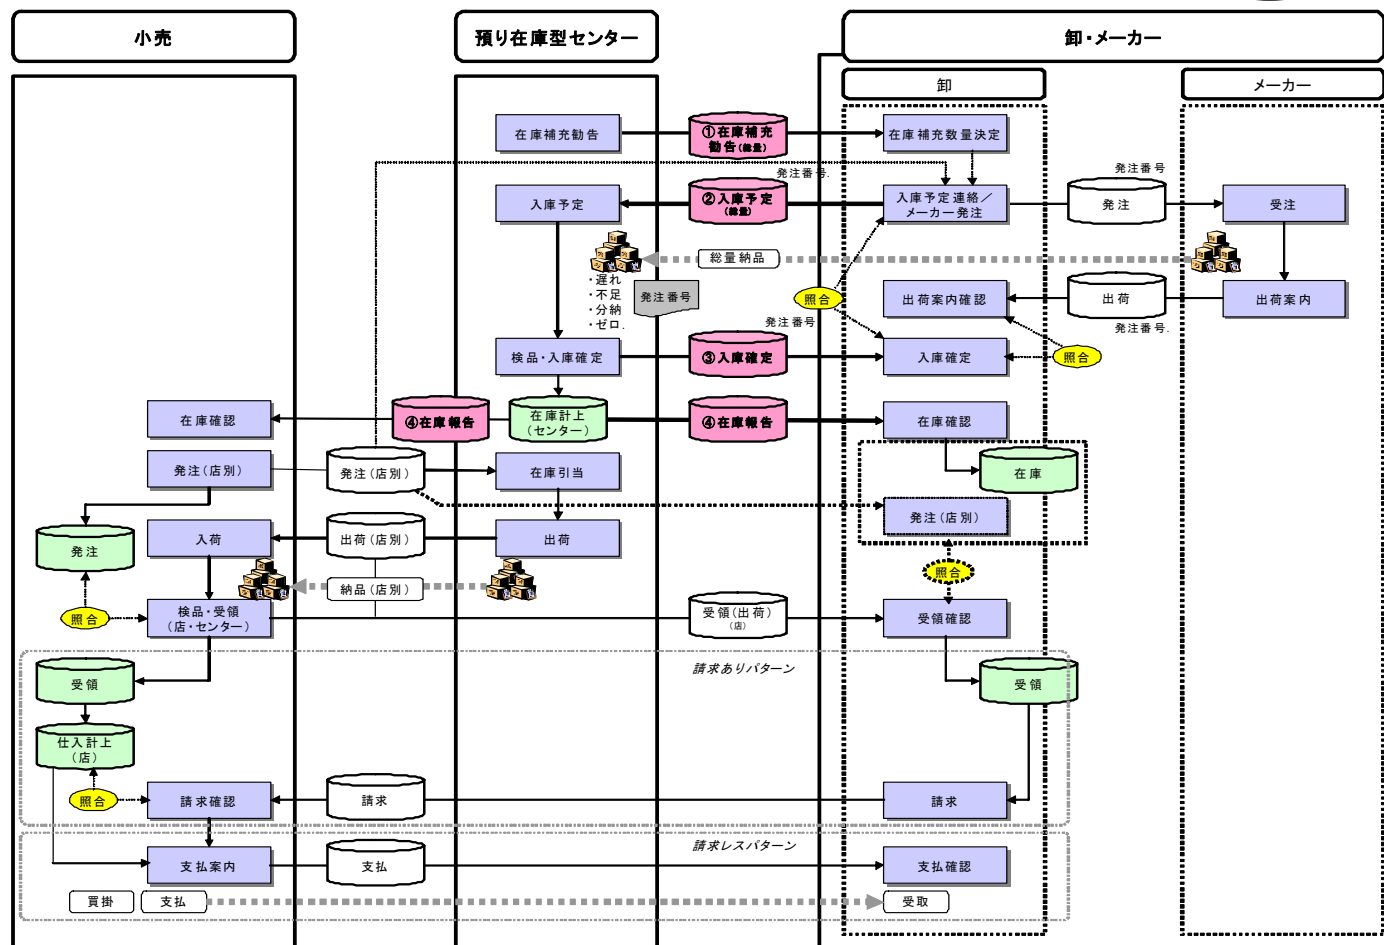 小売
預り在庫型センター
卸・メーカー
卸
メーカー
在庫補充勧告
①在庫補充
勧告(総量)
在庫補充数量決定
発注番号.
発注番号
入庫予定
②入庫予定
(総量)
入庫予定連絡／
メーカー発注
発注
受注
総量納品
・遅れ
・不足
・分納
・ゼロ.
発注番号
照合
出荷案内確認
出荷
出荷案内
発注番号
発注番号.
検品・入庫確定
③入庫確定
入庫確定
照合
在庫確認
④在庫報告
在庫計上
(センター)
④在庫報告
在庫確認
発注(店別)
発注(店別)
在庫引当
在庫
発注(店別)
発注
入荷
出荷(店別)
出荷
照合
納品(店別)
照合
検品・受領
(店・センター)
受領(出荷)
(店)
受領確認
請求ありパターン
受領
受領
仕入計上
(店)
照合
請求確認
請求
請求
請求レスパターン
支払案内
支払
支払確認
買掛
支払
受取